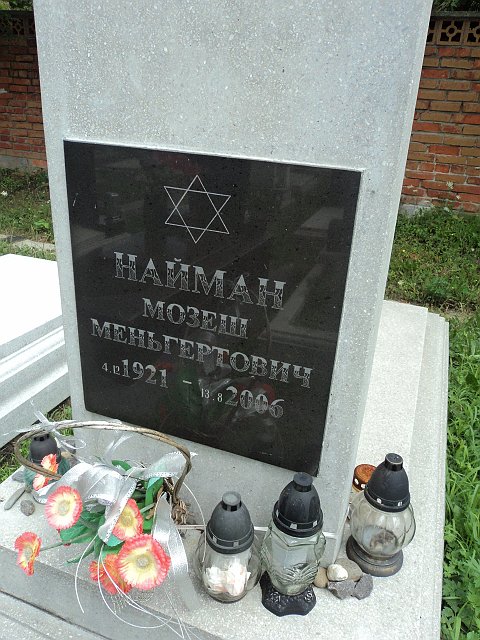 НАЙМАН
МОЗЕШ
МЕНЬГЕРТОВИЧ
4.12 1921 - 13.8 2006